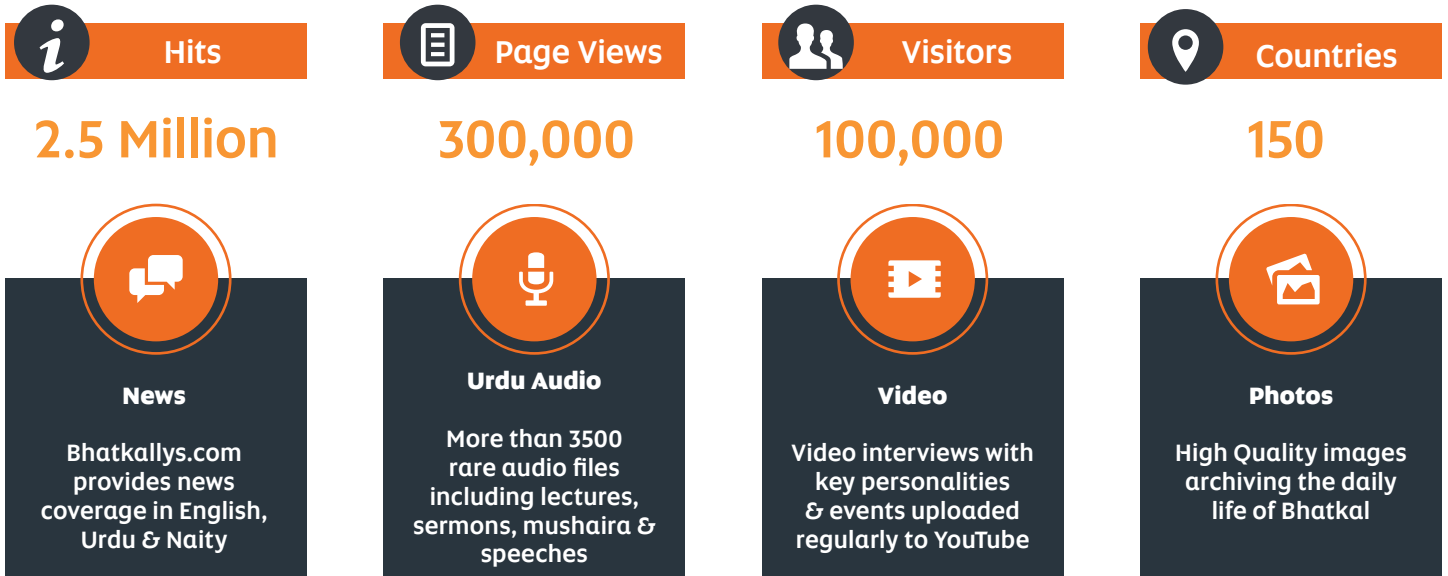 Hits
2.5 Million
Page Views
300,000
Visitors
100,000
Countries
150
News
Bhatkallys.com
provides news
coverage in English,
Urdu & Naity
Urdu Audio
More than 3500
rare audio files
including lectures,
sermons, mushaira &
speeches
Video
Video interviews with
key personalities
& events uploaded
regularly to YouTube
Photos
High Quality images
archiving the daily
life of Bhatkal